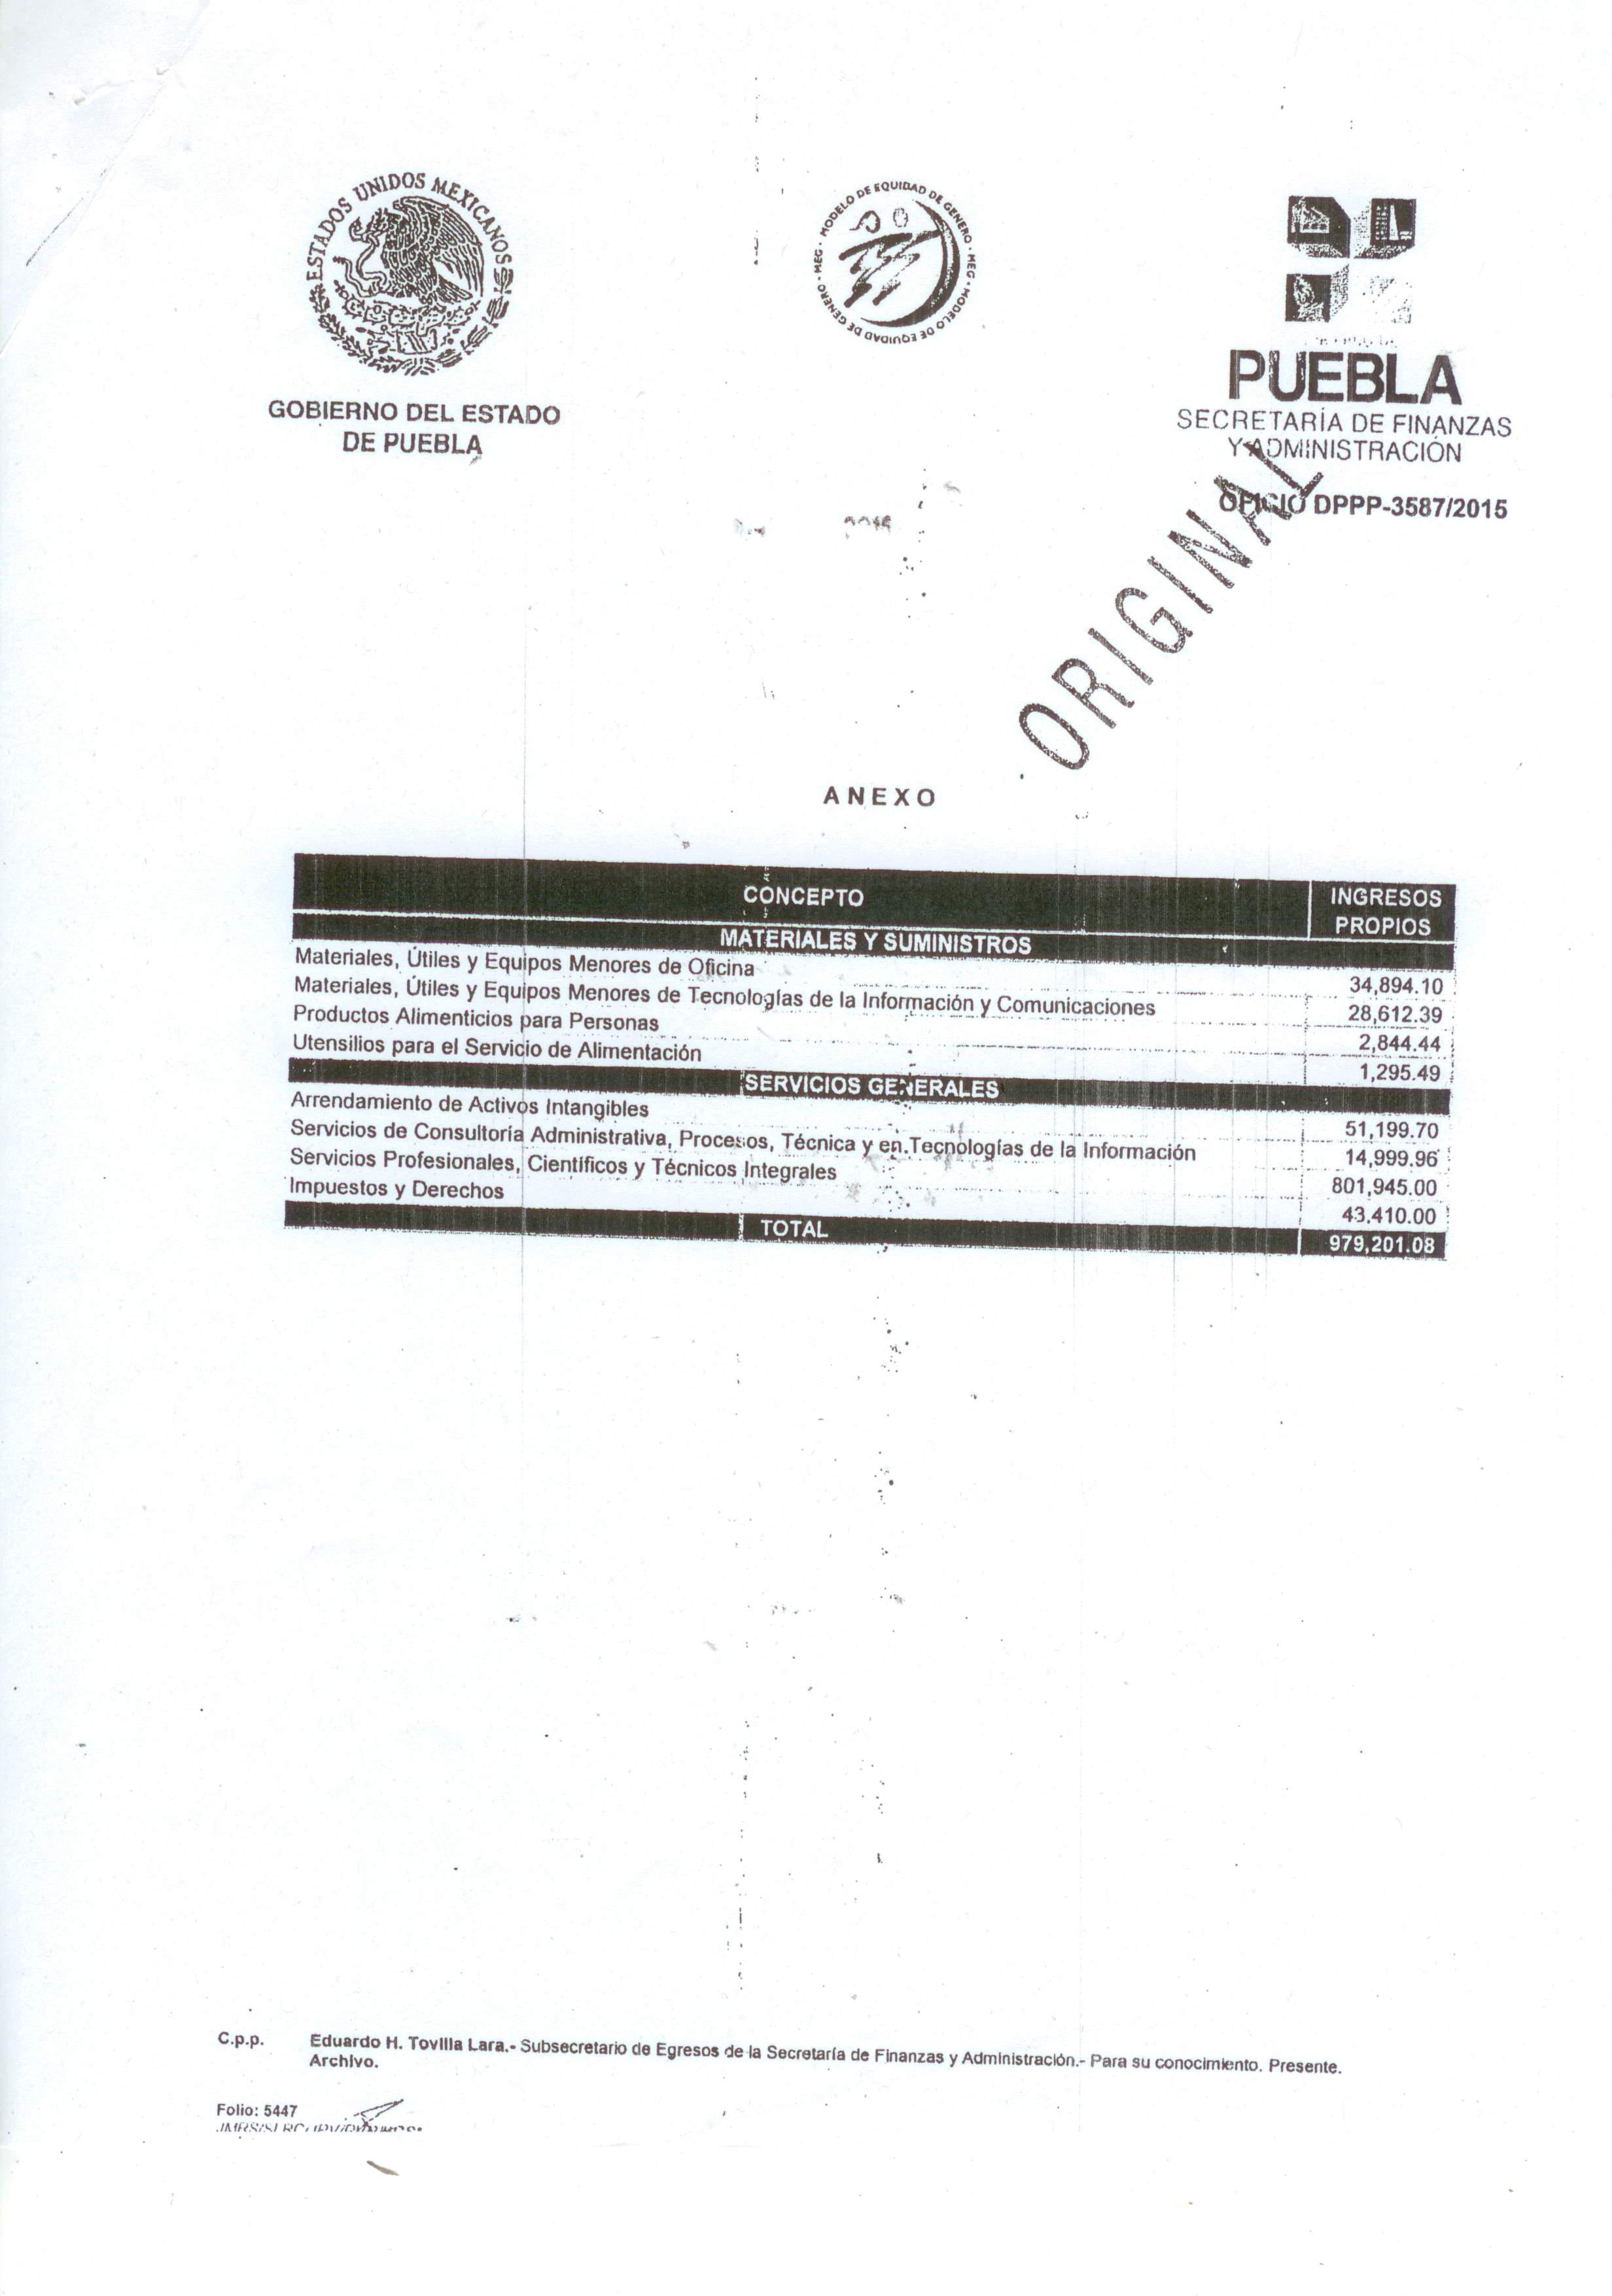 ESTADOS UNIDOS MEXICANOS
GOBIERNO DEL ESTADO
DE PUEBLA
MEG · MODELO DE EQUIDAD DE GENERO · MEG · MODELO DE EQUIDAD DE GENERO
PUEBLA
SECRETARÍA DE FINANZAS
Y ADMINISTRACIÓN
OFICIO DPPP-3587/2015
ORIGINAL
ANEXO
CONCEPTO INGRESOS PROPIOS
MATERIALES Y SUMINISTROS
Materiales, Útiles y Equipos Menores de Oficina 34,894.10
Materiales, Útiles y Equipos Menores de Tecnologías de la Información y Comunicaciones 28,612.39
Productos Alimenticios para Personas 2,844.44
Utensilios para el Servicio de Alimentación 1,295.49
SERVICIOS GENERALES
Arrendamiento de Activos Intangibles 51,199.70
Servicios de Consultoría Administrativa, Procesos, Técnica y en Tecnologías de la Información 14,999.96
Servicios Profesionales, Científicos y Técnicos Integrales 801,945.00
Impuestos y Derechos 43,410.00
TOTAL 979,201.08
C.p.p. Eduardo H. Tovilla Lara.- Subsecretario de Egresos de la Secretaría de Finanzas y Administración.- Para su conocimiento. Presente.
Archivo.
Folio: 5447